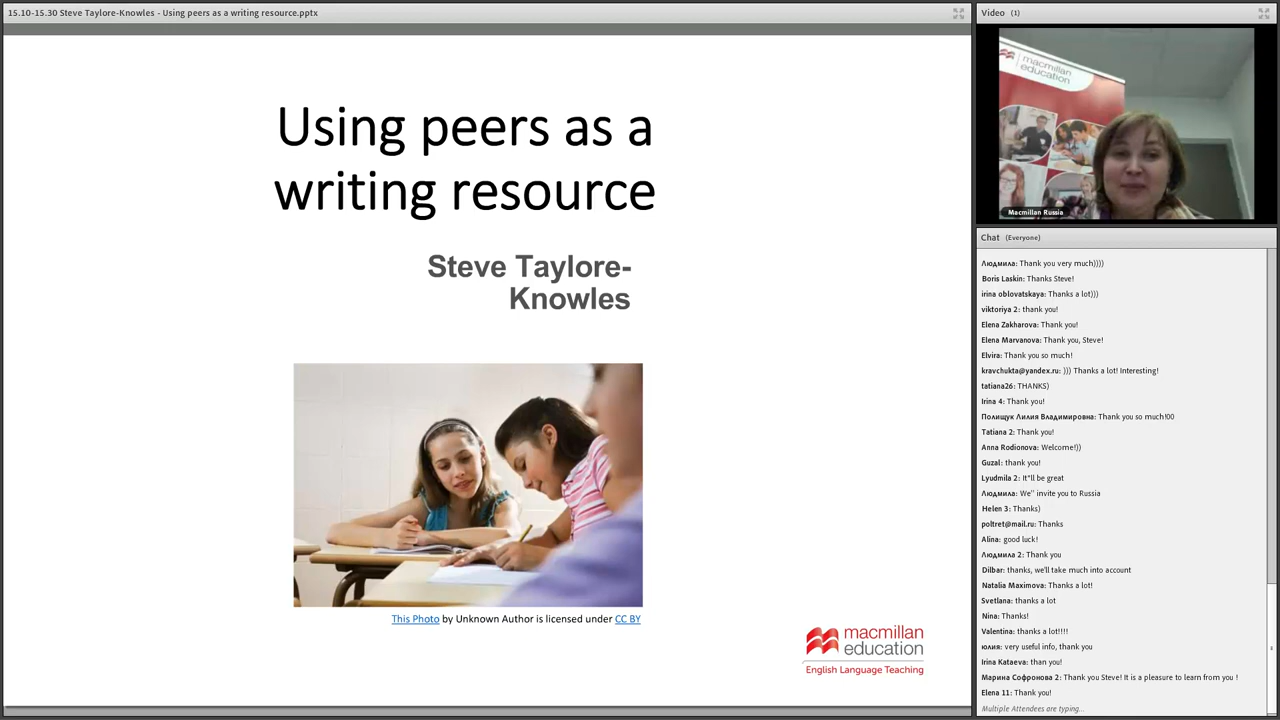 15.10-15.30 Steve Taylore-Knowles - Using peers as a writing resource.pptx
Using peers as a
writing resource
Steve Taylore-
Knowles
This Photo by Unknown Author is licensed under CC BY
macmillan
education
English Language Teaching
Video (1)
macmillan
education
Macmillan Russia
Chat (Everyone)
Людмила: Thank you very much))))
Boris Laskin: Thanks Steve!
irina oblovatskaya: Thanks a lot)))
viktoriya 2: thank you!
Elena Zakharova: Thank you!
Elena Marvanova: Thank you, Steve!
Elvira: Thank you so much!
kravchukta@yandex.ru: ))) Thanks a lot! Interesting!
tatiana26: THANKS)
Irina 4: Thank you!
Полищук Лилия Владимировна: Thank you so much!00
Tatiana 2: Thank you!
Anna Rodionova: Welcome!))
Guzal: thank you!
Lyudmila 2: It"ll be great
Людмила: We" invite you to Russia
Helen 3: Thanks)
poltret@mail.ru: Thanks
Alina: good luck!
Людмила 2: Thank you
Dilbar: thanks, we'll take much into account
Natalia Maximova: Thanks a lot!
Svetlana: thanks a lot
Nina: Thanks!
Valentina: thanks a lot!!!!
юлия: very useful info, thank you
Irina Kataeva: than you!
Марина Софронова 2: Thank you Steve! It is a pleasure to learn from you !
Elena 11: Thank you!
Multiple Attendees are typing...